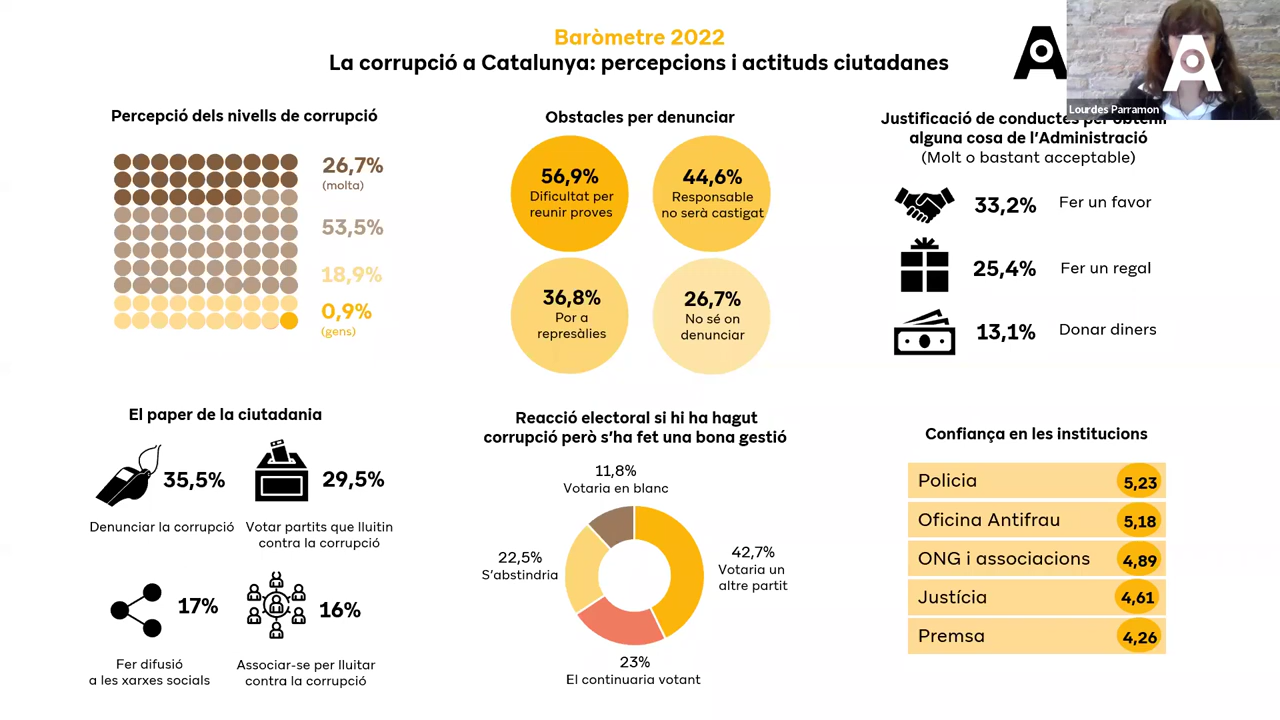 Baròmetre 2022
La corrupció a Catalunya: percepcions i actituds ciutadanes
Lourdes Parramon
Percepció dels nivells de corrupció
26,7%
(molta)
53,5%
18,9%
0,9%
(gens)
Obstacles per denunciar
56,9%
Dificultat per
reunir proves
44,6%
Responsable
no serà castigat
36,8%
Por a
represàlies
26,7%
No sé on
denunciar
Justificació de conductes per obtenir
alguna cosa de l'Administració
(Molt o bastant acceptable)
33,2%
Fer un favor
25,4%
Fer un regal
13,1%
Donar diners
El paper de la ciutadania
35,5%
Denunciar la corrupció
29,5%
Votar partits que lluitin
contra la corrupció
17%
Fer difusió
a les xarxes socials
16%
Associar-se per lluitar
contra la corrupció
Reacció electoral si hi ha hagut
corrupció però s'ha fet una bona gestió
11,8%
Votaria en blanc
22,5%
S'abstindria
42,7%
Votaria un
altre partit
23%
El continuaria votant
Confiança en les institucions
Policia 5,23
Oficina Antifrau 5,18
ONG i associacions 4,89
Justícia 4,61
Premsa 4,26